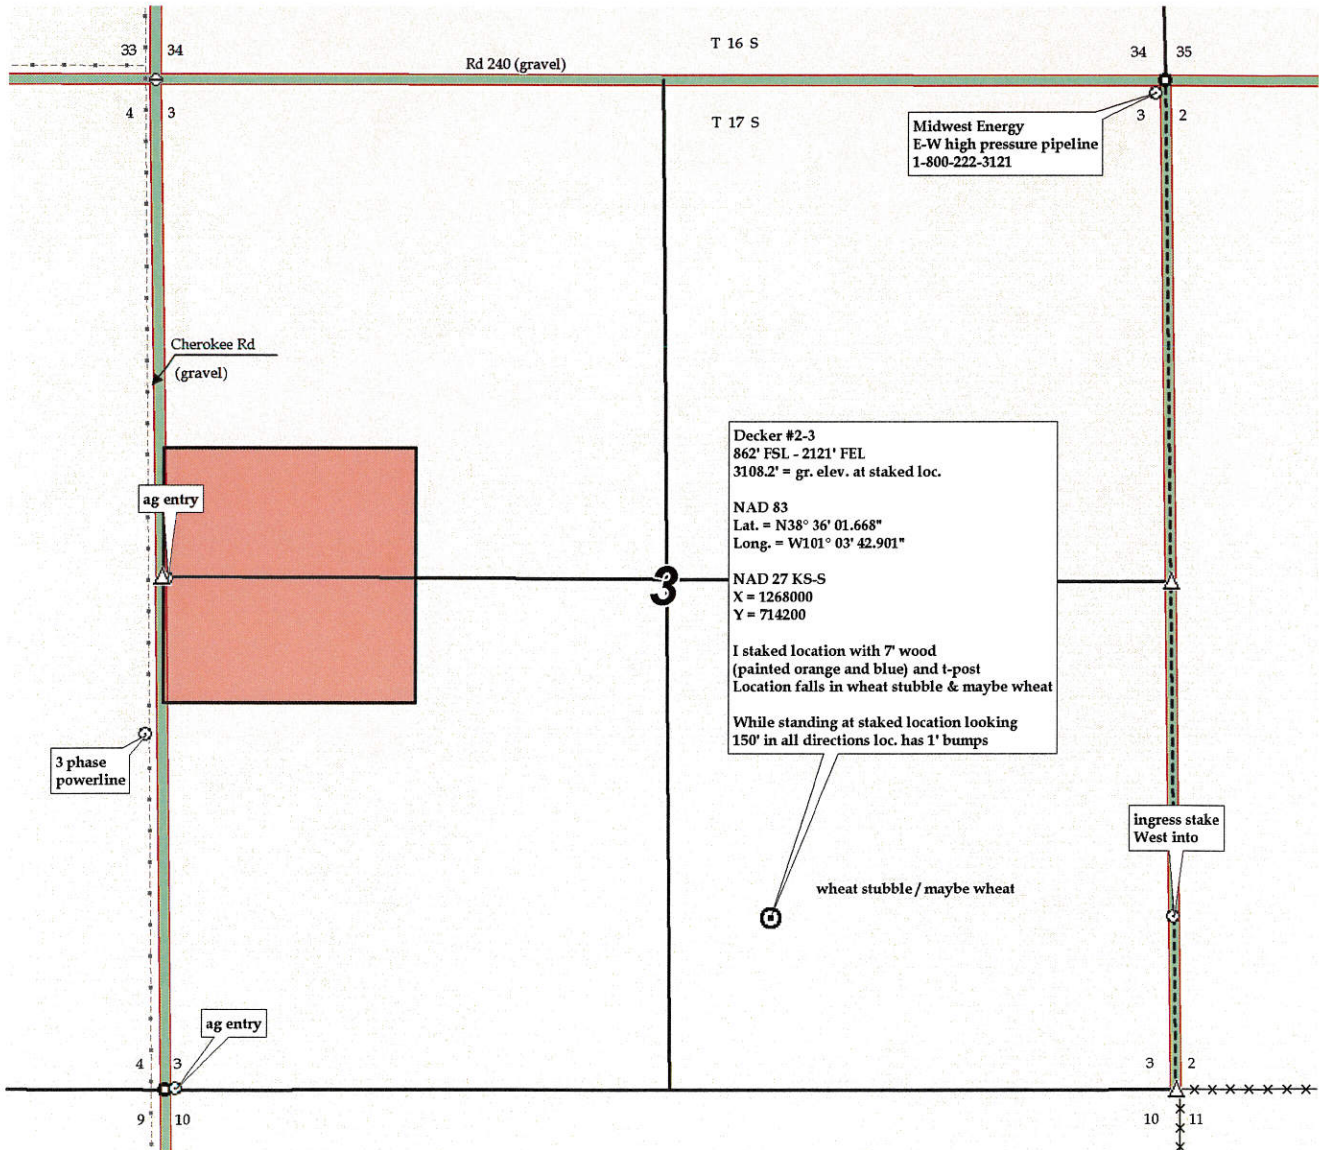 T 16 S
33
34
34
35
Rd 240 (gravel)
4
3
T 17 S
3
2
Midwest Energy
E-W high pressure pipeline
1-800-222-3121
Cherokee Rd
(gravel)
Decker #2-3
862' FSL - 2121' FEL
3108.2' = gr. elev. at staked loc.
NAD 83
Lat. = N38° 36' 01.668"
Long. = W101° 03' 42.901"
NAD 27 KS-S
X = 1268000
Y = 714200
I staked location with 7' wood
(painted orange and blue) and t-post
Location falls in wheat stubble & maybe wheat
While standing at staked location looking
150' in all directions loc. has 1' bumps
ag entry
3
3 phase
powerline
ingress stake
West into
wheat stubble / maybe wheat
ag entry
4
3
3
2
9
10
10
11